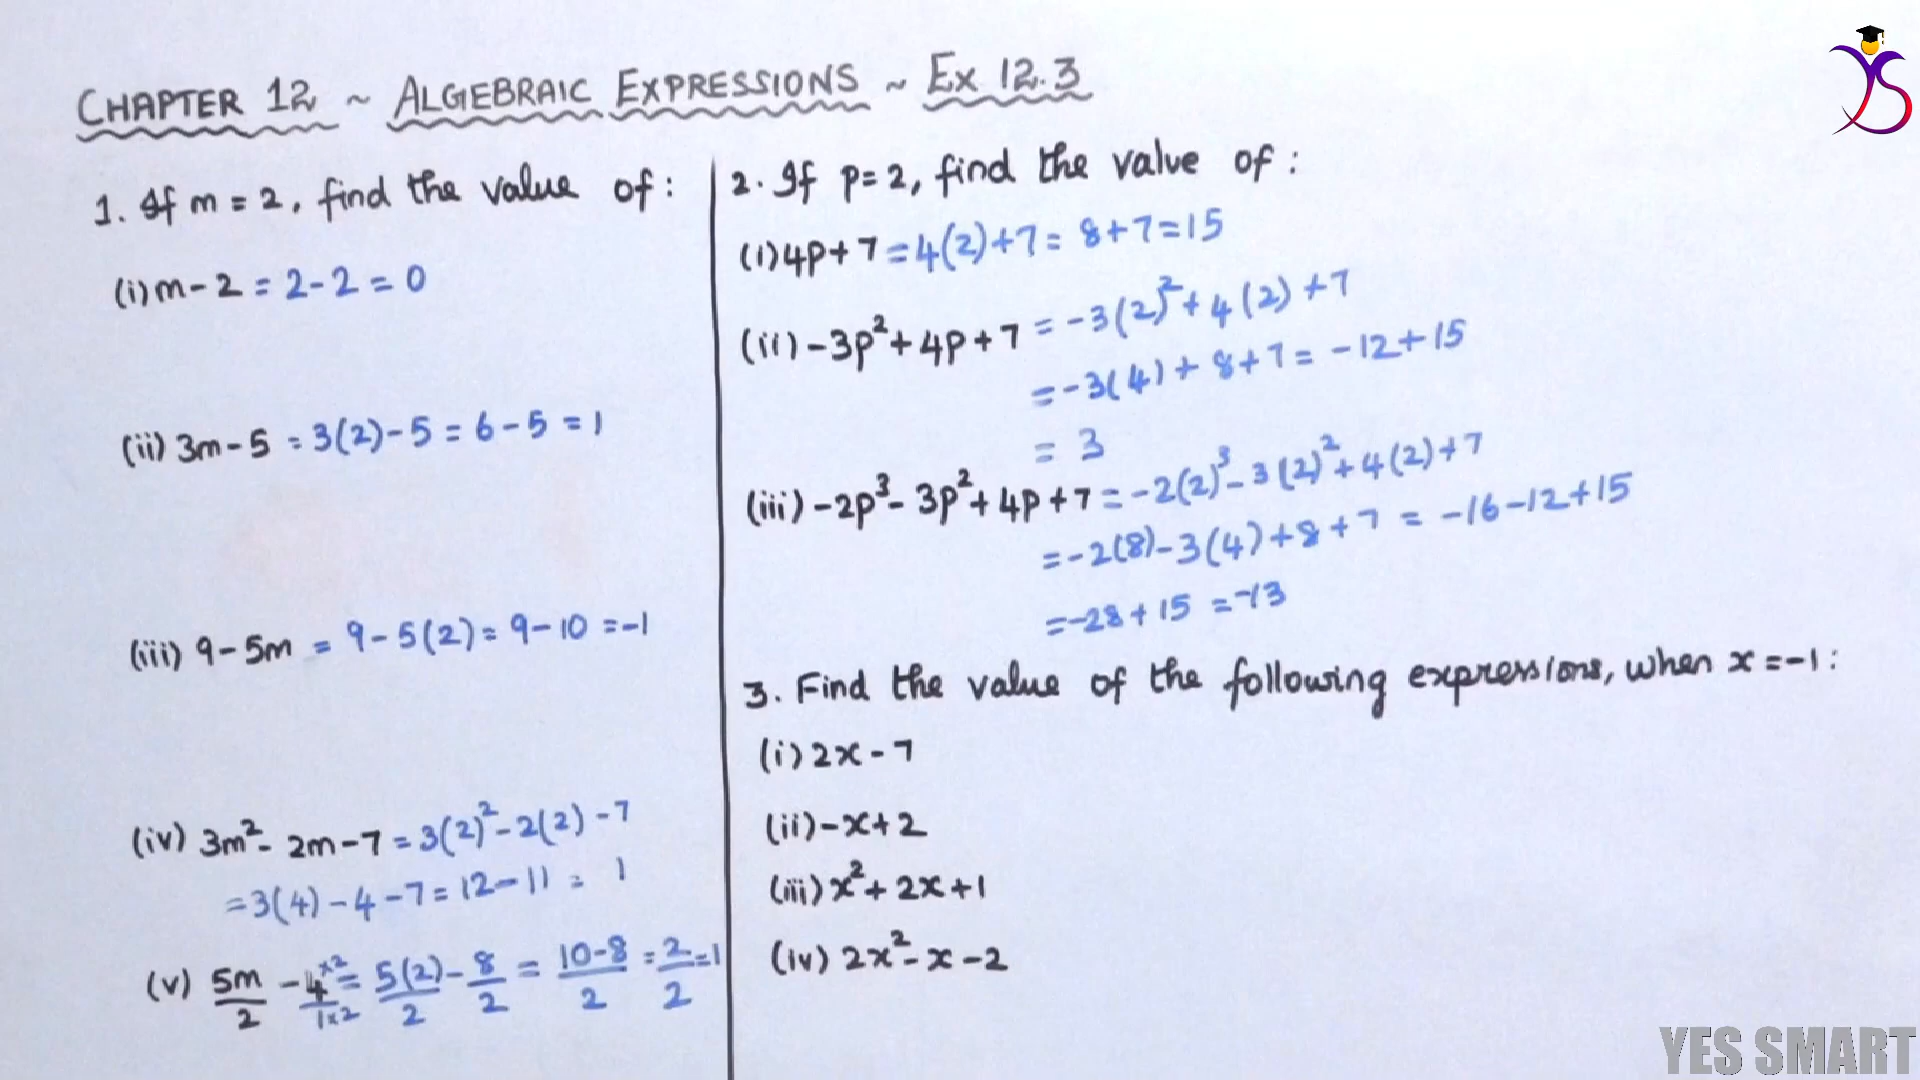 CHAPTER 12 ~ ALGEBRAIC EXPRESSIONS ~ Ex 12.3
1. If m = 2, find the value of :
(i) m - 2 = 2 - 2 = 0
(ii) 3m - 5 = 3(2) - 5 = 6 - 5 = 1
(iii) 9 - 5m = 9 - 5(2) = 9 - 10 = -1
(iv) 3m² - 2m - 7 = 3(2)² - 2(2) - 7
= 3(4) - 4 - 7 = 12 - 11 = 1
(v) 5m/2 - 4×2/1×2 = 5(2)/2 - 8/2 = 10-8/2 = 2/2 = 1
2. If p = 2, find the value of :
(i) 4p + 7 = 4(2) + 7 = 8 + 7 = 15
(ii) -3p² + 4p + 7 = -3(2)² + 4(2) + 7
= -3(4) + 8 + 7 = -12 + 15
= 3
(iii) -2p³ - 3p² + 4p + 7 = -2(2)³ - 3(2)² + 4(2) + 7
= -2(8) - 3(4) + 8 + 7 = -16 - 12 + 15
= -28 + 15 = -13
3. Find the value of the following expressions, when x = -1 :
(i) 2x - 7
(ii) -x + 2
(iii) x² + 2x + 1
(iv) 2x² - x - 2
YS
YES SMART